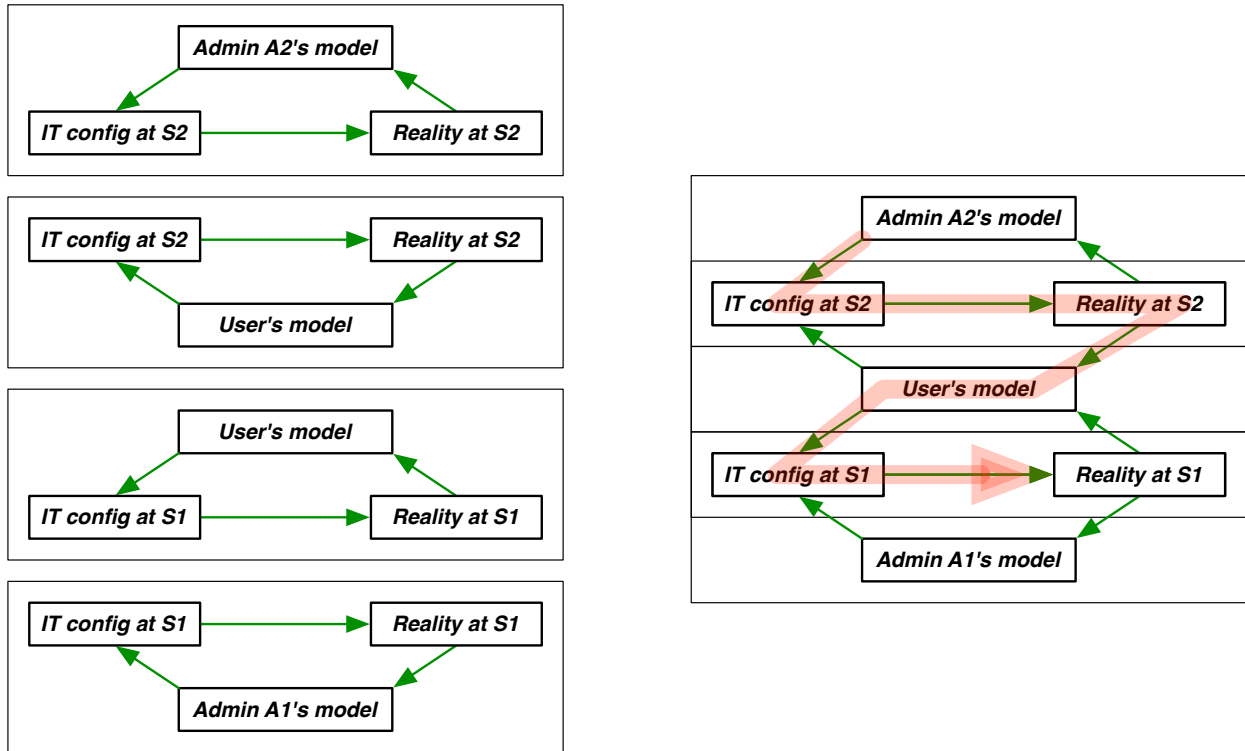 Admin A2's model
IT config at S2
Reality at S2
IT config at S2
Reality at S2
User's model
User's model
IT config at S1
Reality at S1
IT config at S1
Reality at S1
Admin A1's model
Admin A2's model
IT config at S2
Reality at S2
User's model
IT config at S1
Reality at S1
Admin A1's model